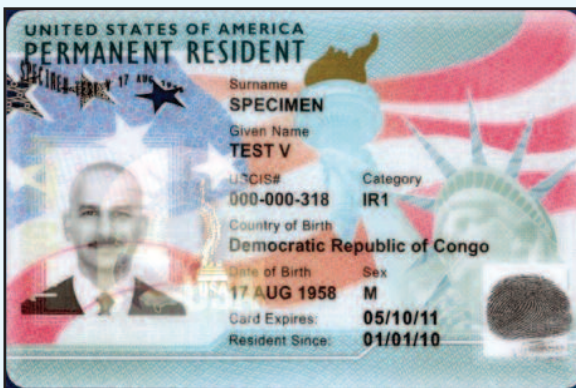 UNITED STATES OF AMERICA
PERMANENT RESIDENT
Surname
SPECIMEN
Given Name
TEST V
USCIS# Category
000-000-318 IR1
Country of Birth
Democratic Republic of Congo
Date of Birth Sex
17 AUG 1958 M
Card Expires: 05/10/11
Resident Since: 01/01/10